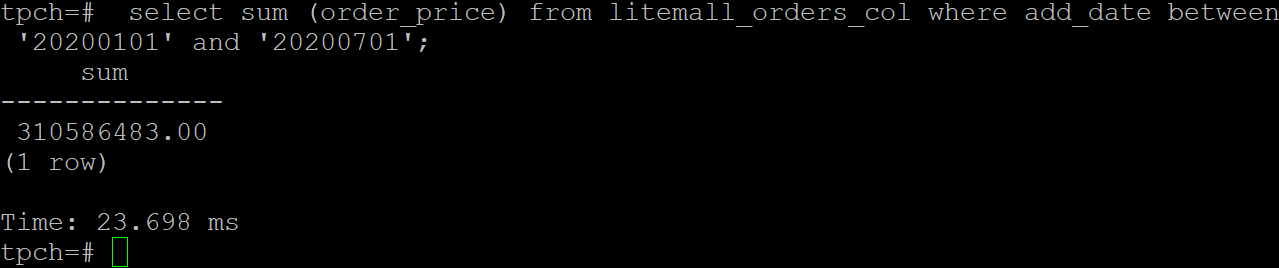 tpch=#  select sum (order_price) from litemall_orders_col where add_date between
 '20200101' and '20200701';
     sum
--------------
 310586483.00
(1 row)

Time: 23.698 ms
tpch=#